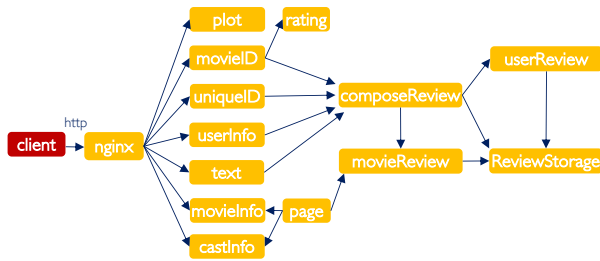 plot
rating
movieID
userReview
uniqueID
composeReview
http
userInfo
client
nginx
text
movieReview
ReviewStorage
movieInfo
page
castInfo